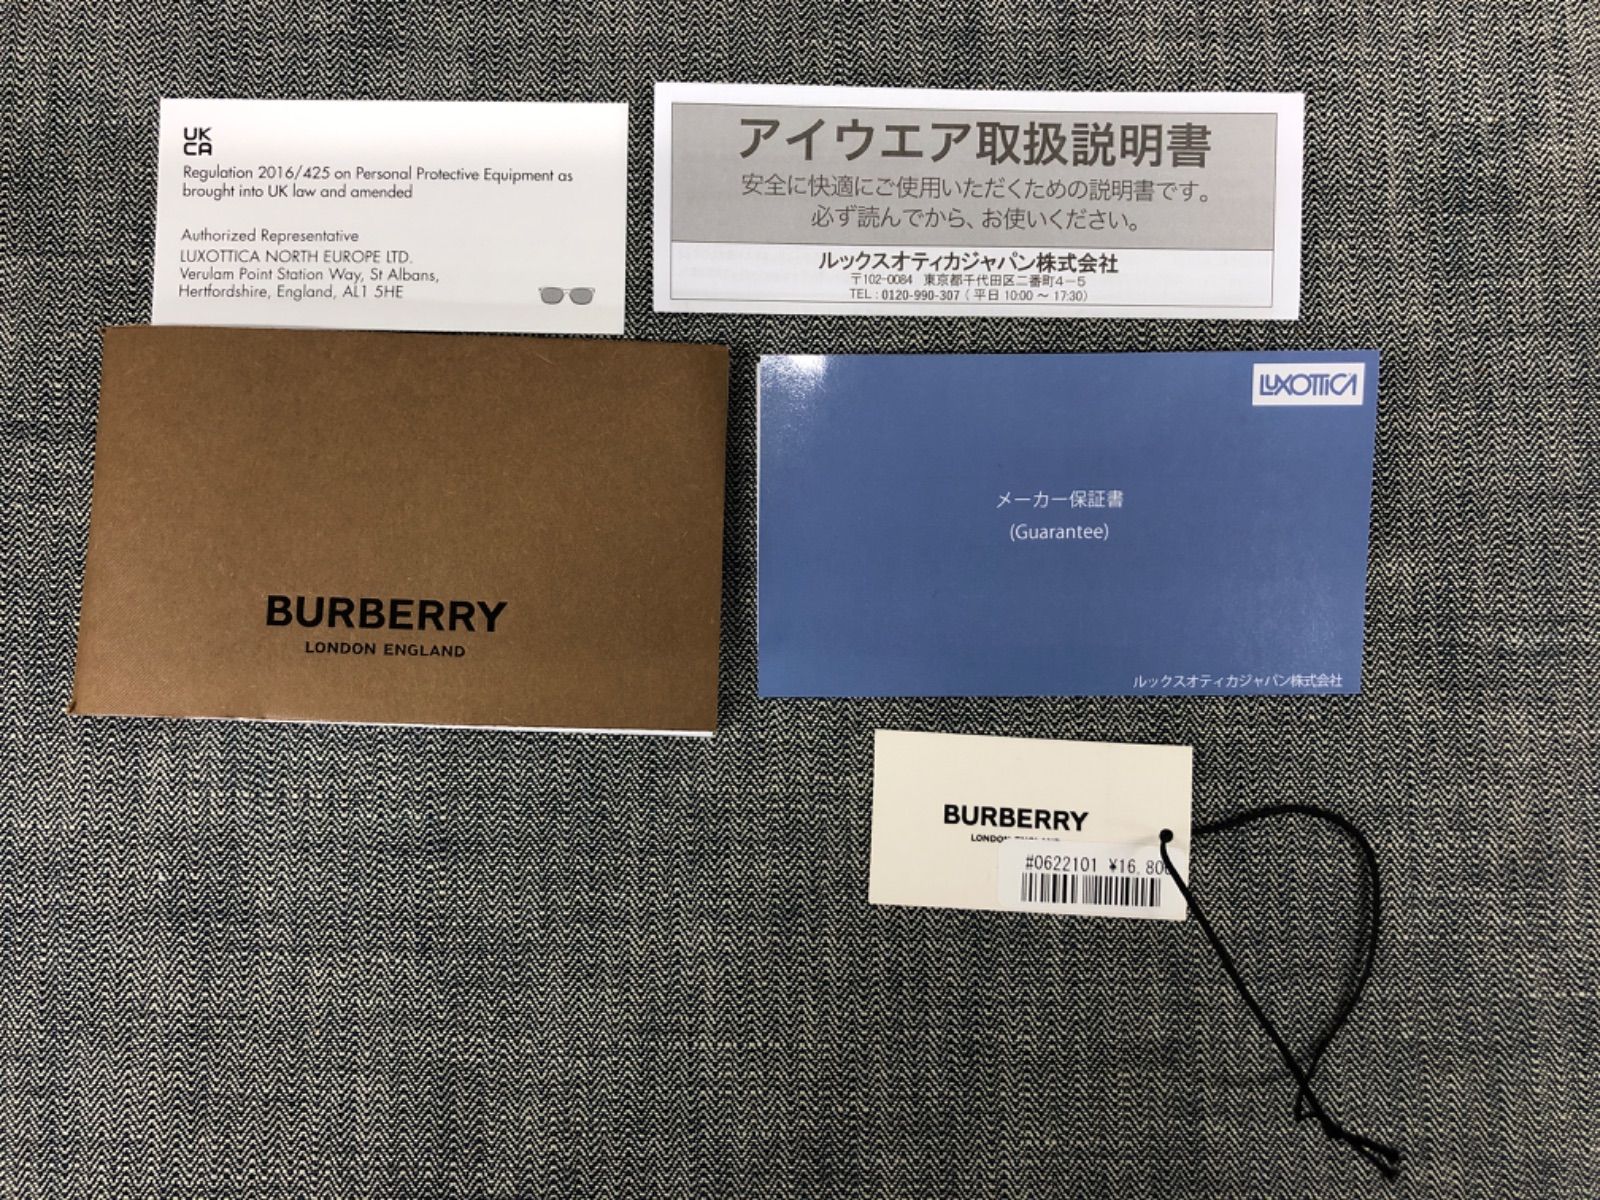 UK
CA
Regulation 2016/425 on Personal Protective Equipment as
brought into UK law and amended
Authorized Representative
LUXOTTICA NORTH EUROPE LTD.
Verulam Point Station Way, St Albans,
Hertfordshire, England, AL1 5HE
アイウエア取扱説明書
安全に快適にご使用いただくための説明書です。
必ず読んでから、お使いください。
ルックスオティカジャパン株式会社
〒102-0084 東京都千代田区二番町4-5
TEL : 0120-990-307 ( 平日 10:00 ~ 17:30)
BURBERRY
LONDON ENGLAND
LUXOTTICA
メーカー保証書
(Guarantee)
ルックスオティカジャパン株式会社
BURBERRY
#0622101 ¥16,80